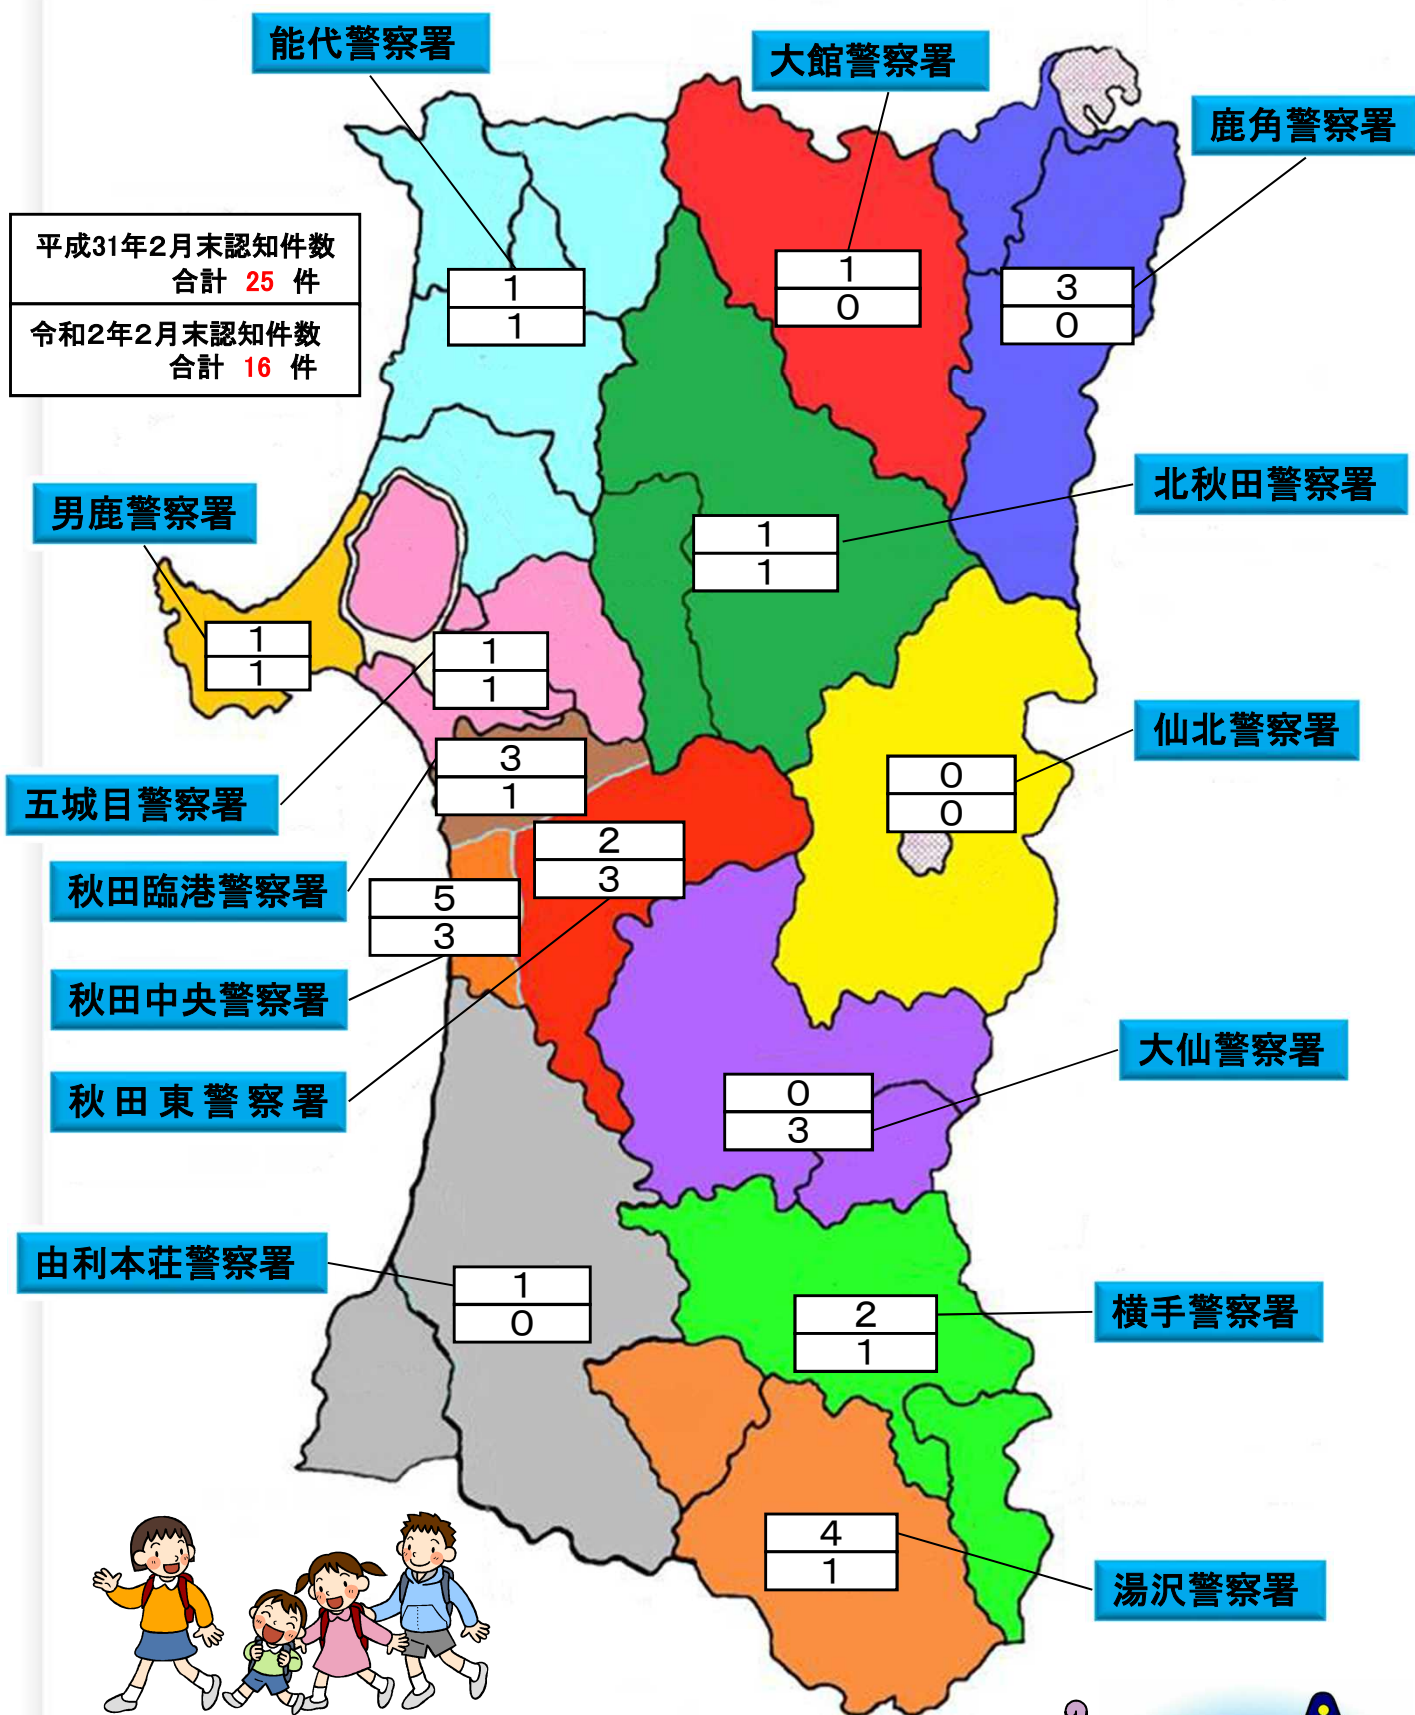 能代警察署
大館警察署
鹿角警察署
平成31年2月末認知件数
合計 25 件
令和2年2月末認知件数
合計 16 件
1
1
1
0
3
0
北秋田警察署
1
1
男鹿警察署
1
1
1
1
仙北警察署
0
0
五城目警察署
3
1
2
3
秋田臨港警察署
5
3
秋田中央警察署
大仙警察署
秋田東警察署
0
3
由利本荘警察署
1
0
横手警察署
2
1
4
1
湯沢警察署